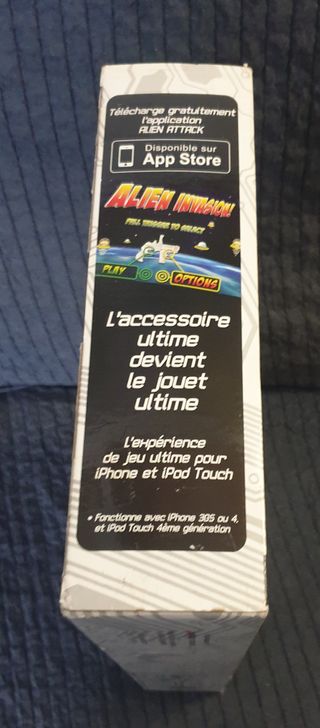 Télécharge gratuitement
l'application
ALIEN ATTACK
Disponible sur
App Store
ALIEN INVASION!
PULL TRIGGERS TO SELECT
PLAY
OPTIONS
L'accessoire
ultime
devient
le jouet
ultime
L'expérience
de jeu ultime pour
iPhone et iPod Touch
* Fonctionne avec iPhone 3GS ou 4,
et iPod Touch 4ème génération